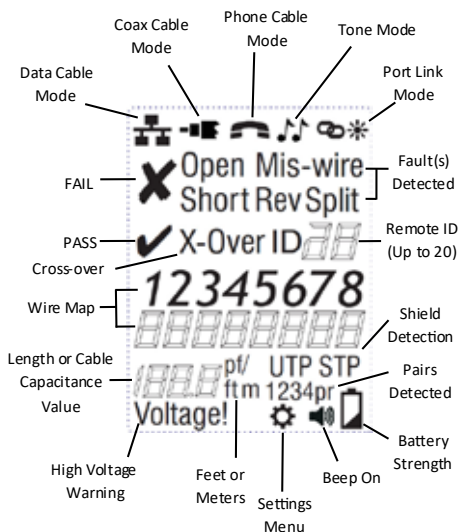 Phone Cable
Mode
Coax Cable
Mode
Tone Mode
Data Cable
Mode
Port Link
Mode
FAIL
Open Mis-wire
Short Rev Split
Fault(s)
Detected
PASS
X-Over ID
Remote ID
(Up to 20)
Cross-over
12345678
Wire Map
Shield
Detection
Length or Cable
Capacitance
Value
pf/
ft m
UTP STP
1234pr
Pairs
Detected
Voltage!
High Voltage
Warning
Feet or
Meters
Settings
Menu
Beep On
Battery
Strength